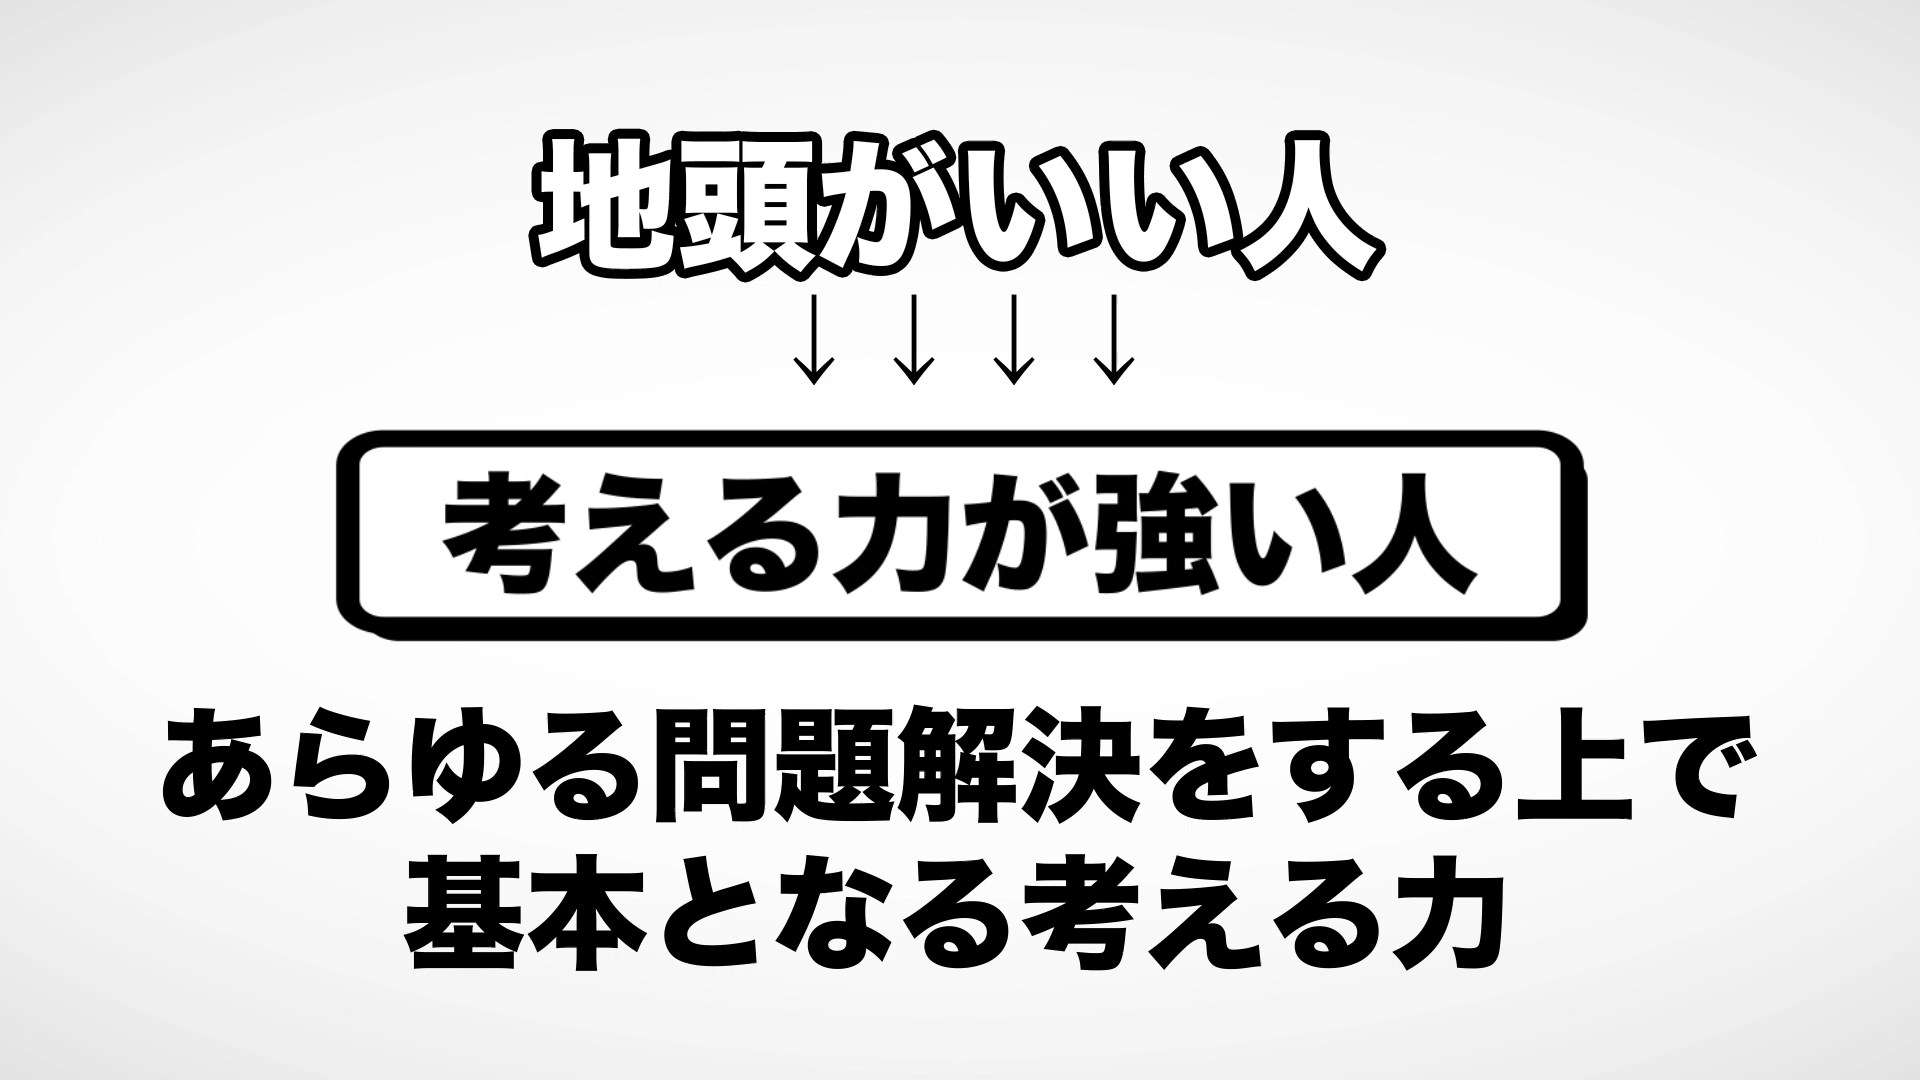 地頭がいい人
↓↓↓↓
考える力が強い人
あらゆる問題解決をする上で
基本となる考える力